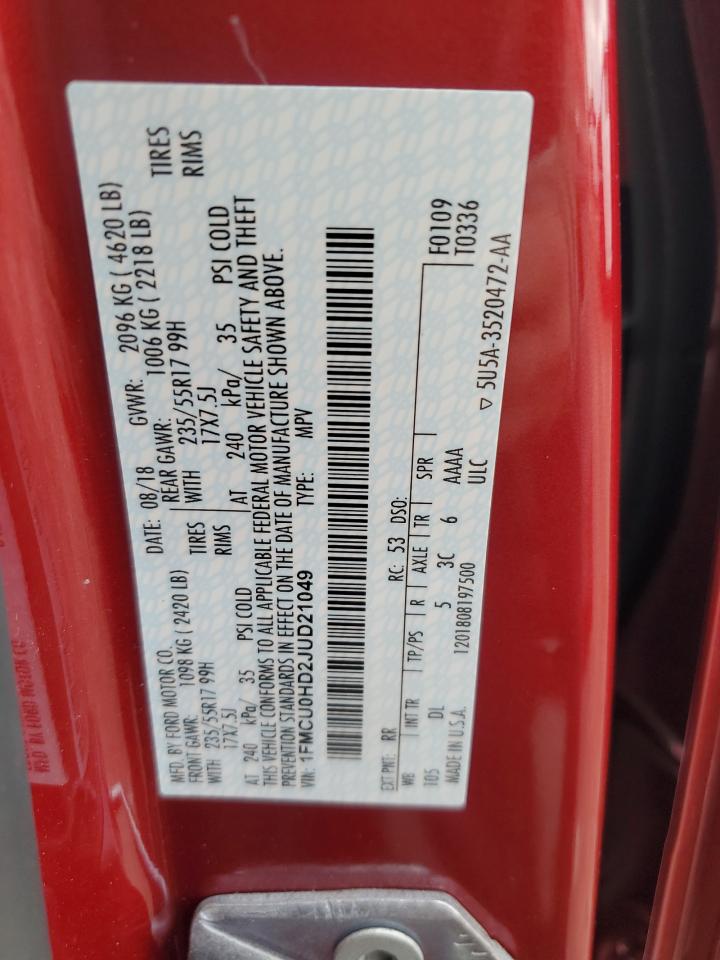 MFD. BY FORD MOTOR CO. DATE: 08/18 GVWR: 2096 KG ( 4620 LB)
FRONT GAWR: 1098 KG ( 2420 LB) REAR GAWR: 1006 KG ( 2218 LB)
WITH 235/55R17 99H TIRES WITH 235/55R17 99H TIRES
17X7.5J RIMS 17X7.5J RIMS
AT 240 kPa/ 35 PSI COLD AT 240 kPa/ 35 PSI COLD
THIS VEHICLE CONFORMS TO ALL APPLICABLE FEDERAL MOTOR VEHICLE SAFETY AND THEFT
PREVENTION STANDARDS IN EFFECT ON THE DATE OF MANUFACTURE SHOWN ABOVE.
VIN: 1FMCU0HD2JUD21049 TYPE: MPV
EXT PNT: RR RC: 53 DSO:
WB INT TR TP/PS R AXLE TR SPR F0109
105 DL 5 3C 6 AAAA T0336
MADE IN U.S.A. 1201808197500 ULC
▽ 5U5A-3520472-AA